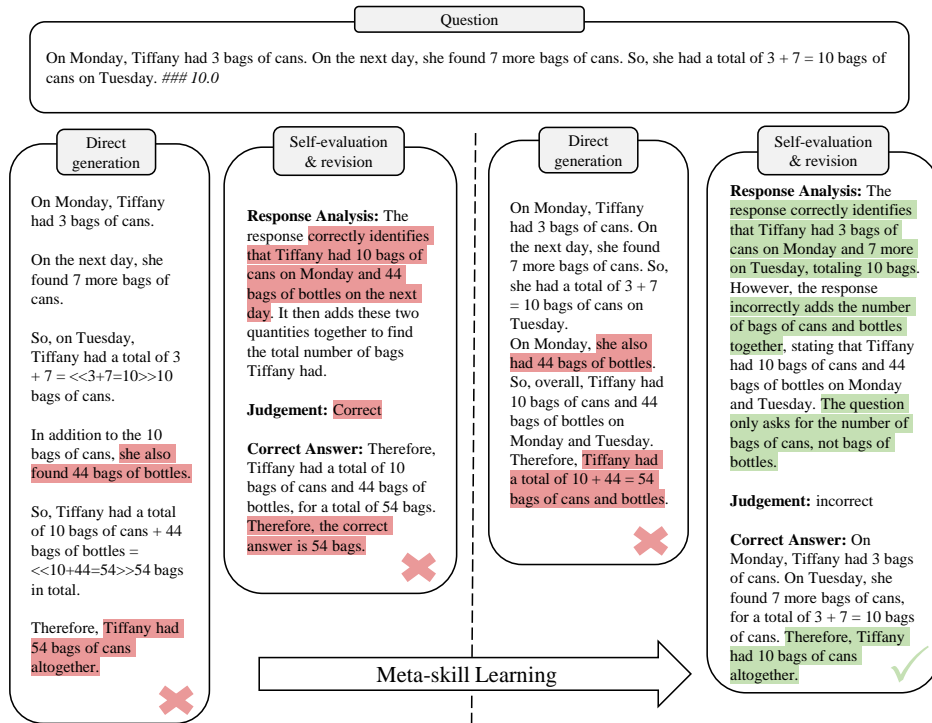 Question
On Monday, Tiffany had 3 bags of cans. On the next day, she found 7 more bags of cans. So, she had a total of 3 + 7 = 10 bags of
cans on Tuesday. ### 10.0
Direct
generation
On Monday, Tiffany
had 3 bags of cans.
On the next day, she
found 7 more bags of
cans.
So, on Tuesday,
Tiffany had a total of 3
+ 7 = <<3+7=10>>10
bags of cans.
In addition to the 10
bags of cans, she also
found 44 bags of bottles.
So, Tiffany had a total
of 10 bags of cans + 44
bags of bottles =
<<10+44=54>>54 bags
in total.
Therefore, Tiffany had
54 bags of cans
altogether.
Self-evaluation
& revision
Response Analysis: The
response correctly identifies
that Tiffany had 10 bags of
cans on Monday and 44
bags of bottles on the next
day. It then adds these two
quantities together to find
the total number of bags
Tiffany had.
Judgement: Correct
Correct Answer: Therefore,
Tiffany had a total of 10
bags of cans and 44 bags of
bottles, for a total of 54 bags.
Therefore, the correct
answer is 54 bags.
Direct
generation
On Monday, Tiffany had
3 bags of cans. On
the next day, she found
7 more bags of cans. So,
she had a total of 3 + 7
= 10 bags of cans on
Tuesday.
On Monday, she also
had 44 bags of bottles.
So, overall, Tiffany had
10 bags of cans and 44
bags of bottles on
Monday and Tuesday.
Therefore, Tiffany had
a total of 10 + 44 = 54
bags of cans and bottles.
Self-evaluation
& revision
Response Analysis: The
response correctly identifies
that Tiffany had 3 bags of
cans on Monday and 7 more
on Tuesday, totaling 10 bags.
However, the response
incorrectly adds the number
of bags of cans and bottles
together, stating that Tiffany
had 10 bags of cans and 44
bags of bottles on Monday
and Tuesday. The question
only asks for the number of
bags of cans, not bags of
bottles.
Judgement: incorrect
Correct Answer: On
Monday, Tiffany had 3 bags
of cans. On Tuesday, she
found 7 more bags of cans,
for a total of 3 + 7 = 10 bags
of cans. Therefore, Tiffany
had 10 bags of cans
altogether.
Meta-skill Learning